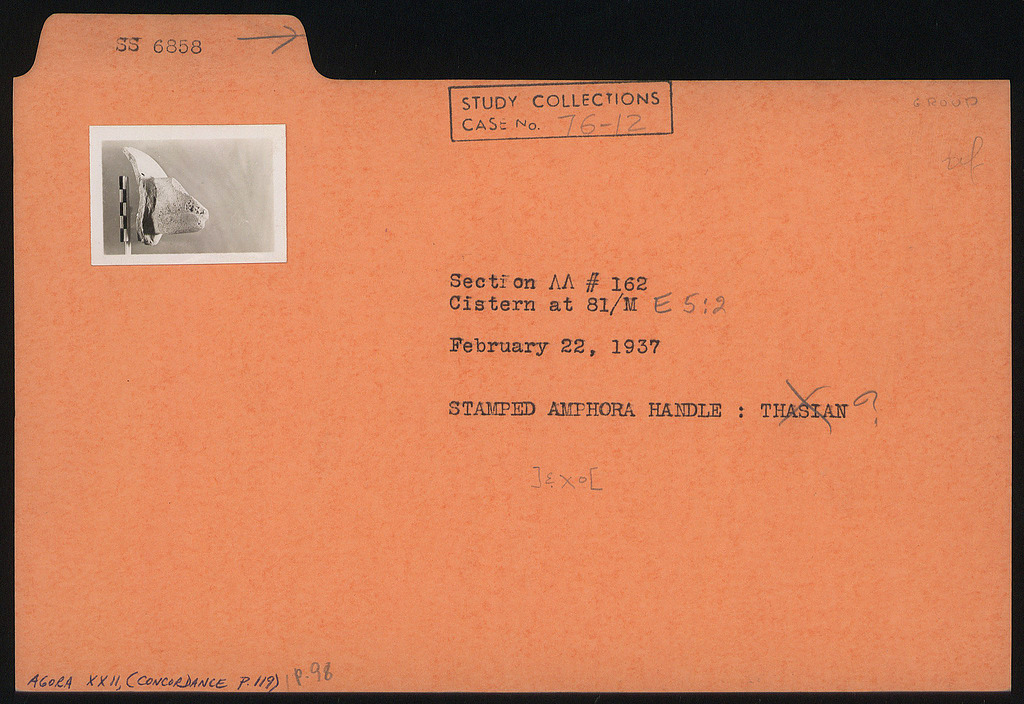 SS 6858 →
STUDY COLLECTIONS
CASE No. 76-12
GROUP
Section ΛΛ # 162
Cistern at 81/M E 5:2
February 22, 1937
STAMPED AMPHORA HANDLE : THASIAN ?
]εχο[
AGORA XXII, (CONCORDANCE P. 119) P. 98